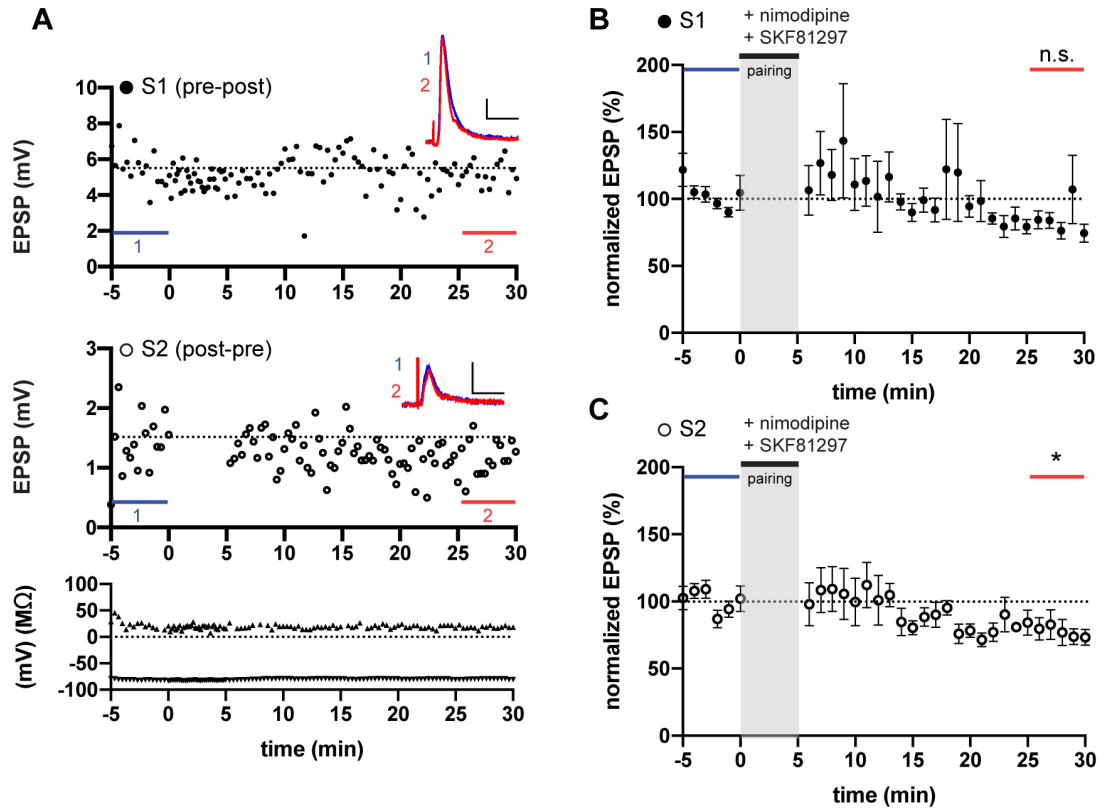 A
S1 (pre-post)
1
2
10
8
6
4
2
0
EPSP (mV)
1
2
-5 0 5 10 15 20 25 30
S2 (post-pre)
1
2
3
2
1
0
EPSP (mV)
1
2
-5 0 5 10 15 20 25 30
100
50
0
-50
-100
(mV) (MΩ)
-5 0 5 10 15 20 25 30
time (min)
B
S1
+ nimodipine
+ SKF81297
pairing
n.s.
200
150
100
50
0
normalized EPSP (%)
-5 0 5 10 15 20 25 30
time (min)
C
S2
+ nimodipine
+ SKF81297
pairing
*
200
150
100
50
0
normalized EPSP (%)
-5 0 5 10 15 20 25 30
time (min)